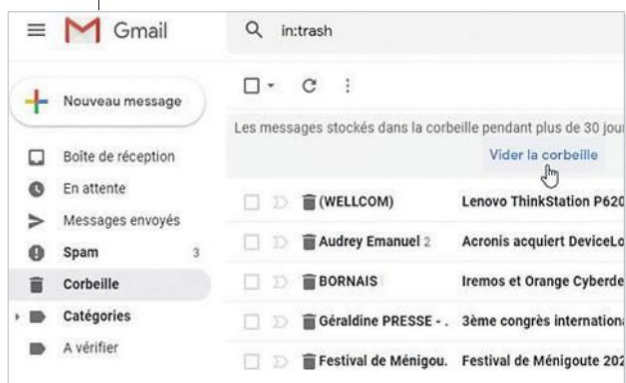 Gmail
in:trash
Nouveau message
Les messages stockés dans la corbeille pendant plus de 30 jou
Vider la corbeille
Boîte de réception
En attente
Messages envoyés
Spam 3
Corbeille
Catégories
A vérifier
(WELLCOM) Lenovo ThinkStation P620
Audrey Emanuel 2 Acronis acquiert DeviceLo
BORNAIS Iremos et Orange Cyberde
Géraldine PRESSE - . 3ème congrès internation
Festival de Ménigou. Festival de Ménigoute 202